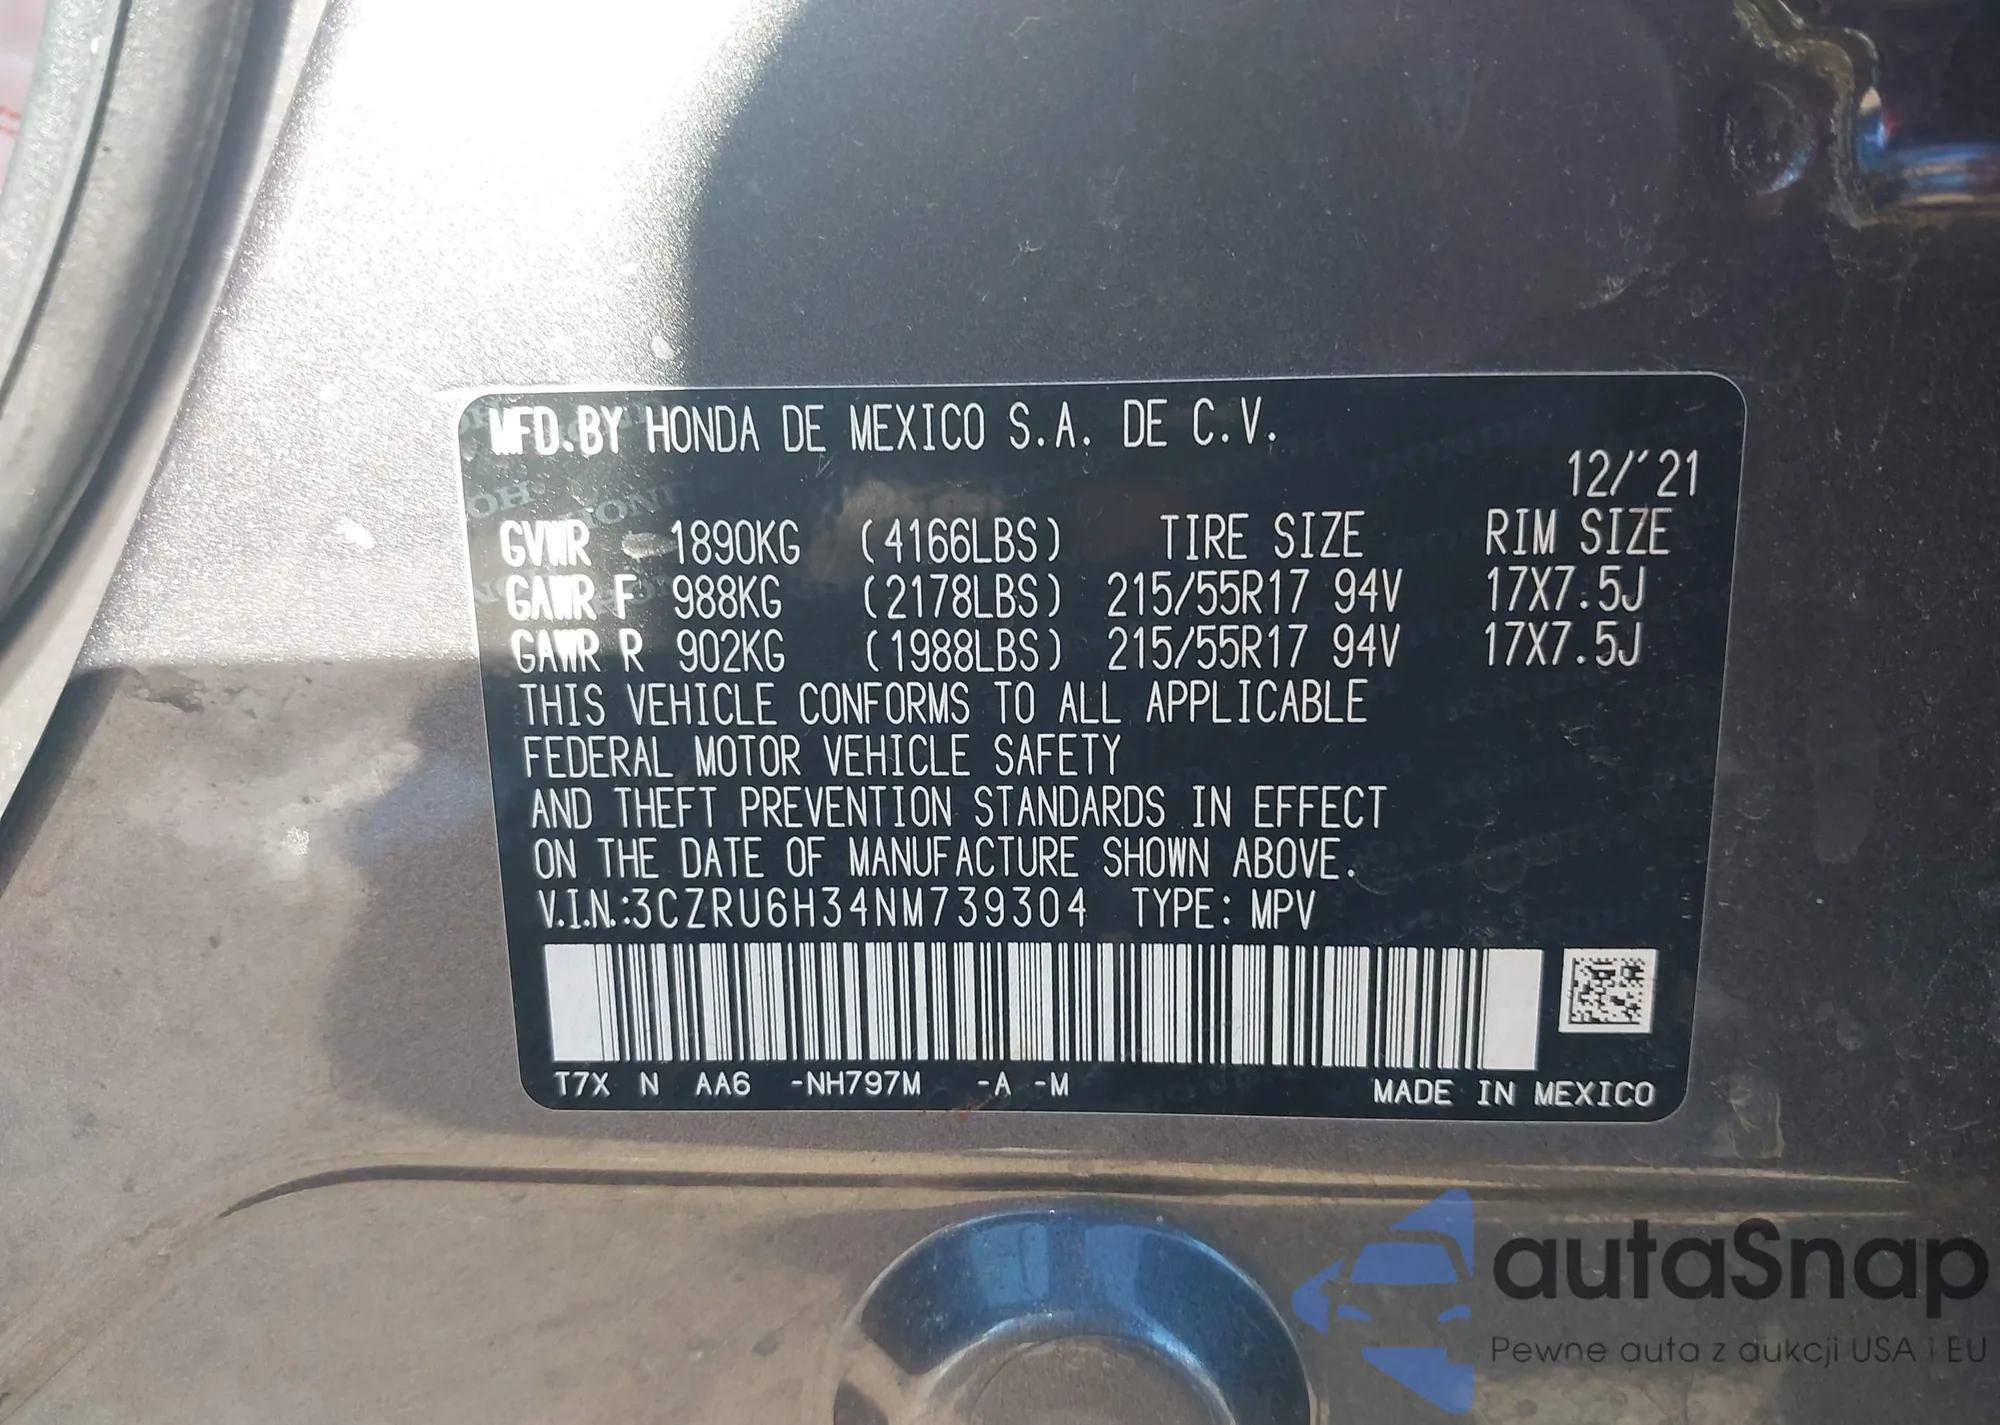 MFD.BY HONDA DE MEXICO S.A. DE C.V.
12/'21
GVWR 1890KG (4166LBS) TIRE SIZE RIM SIZE
GAWR F 988KG (2178LBS) 215/55R17 94V 17X7.5J
GAWR R 902KG (1988LBS) 215/55R17 94V 17X7.5J
THIS VEHICLE CONFORMS TO ALL APPLICABLE
FEDERAL MOTOR VEHICLE SAFETY
AND THEFT PREVENTION STANDARDS IN EFFECT
ON THE DATE OF MANUFACTURE SHOWN ABOVE.
V.I.N.:3CZRU6H34NM739304 TYPE: MPV
T7X N AA6 -NH797M -A -M MADE IN MEXICO
autaSnap
Pewne auta z aukcji USA i EU